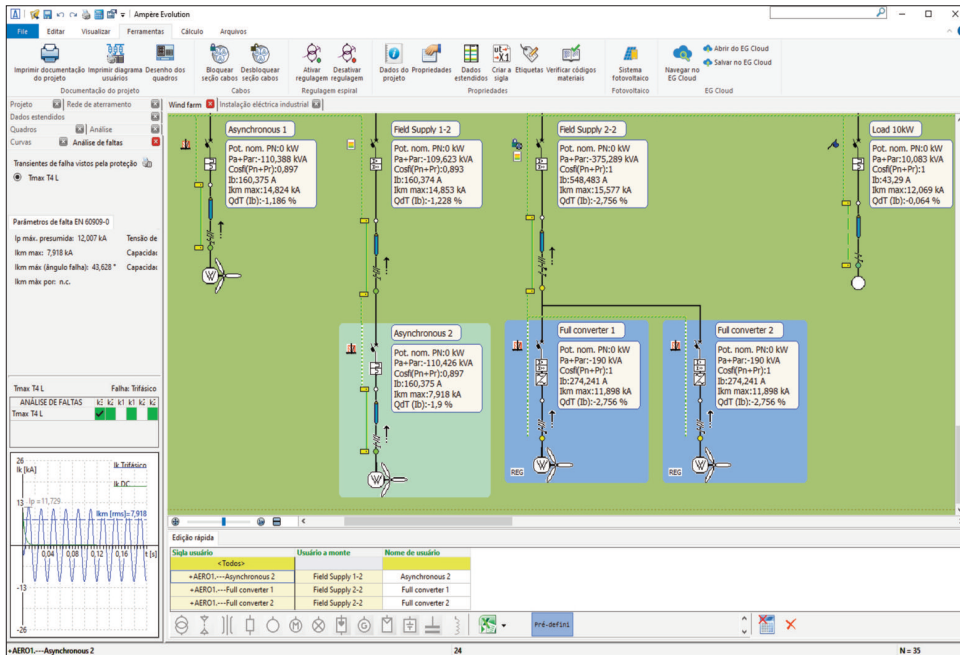 Ampère Evolution
File Editar Visualizar Ferramentas Cálculo Arquivos
Imprimir documentação do projeto
Imprimir diagrama usuários
Desenho dos quadros
Bloquear seção cabos
Desbloquear seção cabos
Ativar regulagem
Desativar regulagem
Dados do projeto
Propriedades
Dados estendidos
Criar a sigla
Etiquetas
Verificar códigos materiais
Sistema fotovoltaico
Navegar no EG Cloud
Abrir do EG Cloud
Salvar no EG Cloud
Documentação do projeto Cabos Regulagem espiral Propriedades Fotovoltaico EG Cloud
Projeto Rede de aterramento
Dados estendidos
Quadros Análise
Curvas Análise de faltas
Wind farm Instalação eléctrica industrial
Transientes de falha vistos pela proteção
Tmax T4 L
Parâmetros de falta EN 60909-0
Ip máx. presumida: 12,007 kA Tensão de
Ikm max: 7,918 kA Capacida
Ikm máx (ângulo falha): 43,628 ° Capacida
Ikm máx por: n.c.
Tmax T4 L Falha: Trifásico
ANÁLISE DE FALTAS
Tmax T4 L
26
Ik [kA]
Ik Trifásico
Ik DC
13
Ip =11,729
Ikm [rms]=7,918
0,04 0,08 0,12 0,16 t [s]
-13
-26
Asynchronous 1
Pot. nom. PN:0 kW
Pa+Par:-110,388 kVA
Cosfí(Pn+Pr):0,897
Ib:160,375 A
Ikm max:14,824 kA
QdT (Ib):-1,186 %
Field Supply 1-2
Pot. nom. PN:0 kW
Pa+Par:-109,623 kVA
Cosfí(Pn+Pr):0,893
Ib:160,374 A
Ikm max:14,853 kA
QdT (Ib):-1,228 %
Field Supply 2-2
Pot. nom. PN:0 kW
Pa+Par:-375,289 kVA
Cosfí(Pn+Pr):1
Ib:548,483 A
Ikm max:15,577 kA
QdT (Ib):-2,756 %
Load 10kW
Pot. nom. PN:0 kW
Pa+Par:10,083 kVA
Cosfí(Pn+Pr):1
Ib:43,29 A
Ikm max:12,069 kA
QdT (Ib):-0,064 %
Asynchronous 2
Pot. nom. PN:0 kW
Pa+Par:-110,426 kVA
Cosfí(Pn+Pr):0,897
Ib:160,375 A
Ikm max:7,918 kA
QdT (Ib):-1,9 %
Full converter 1
Pot. nom. PN:0 kW
Pa+Par:-190 kVA
Cosfí(Pn+Pr):1
Ib:274,241 A
Ikm max:11,898 kA
QdT (Ib):-2,756 %
Full converter 2
Pot. nom. PN:0 kW
Pa+Par:-190 kVA
Cosfí(Pn+Pr):1
Ib:274,241 A
Ikm max:11,898 kA
QdT (Ib):-2,756 %
W
W
W
W
REG
REG
Edição rápida
Sigla usuário Usuário a monte Nome de usuário
<Todos>
+AERO1.---Asynchronous 2 Field Supply 1-2 Asynchronous 2
+AERO1.---Full converter 1 Field Supply 2-2 Full converter 1
+AERO1.---Full converter 2 Field Supply 2-2 Full converter 2
Pré-defini
+AERO1.---Asynchronous 2 24 N = 35